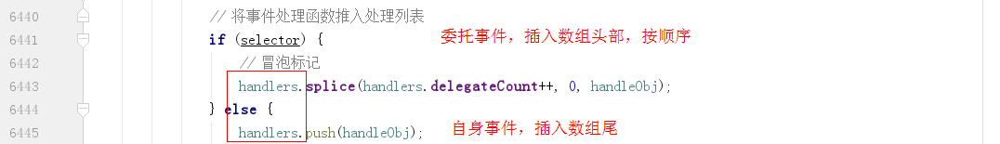 6440 // 将事件处理函数推入处理列表
6441 if (selector) { 委托事件，插入数组头部，按顺序
6442 // 冒泡标记
6443 handlers.splice(handlers.delegateCount++, 0, handleObj);
6444 } else {
6445 handlers.push(handleObj); 自身事件，插入数组尾